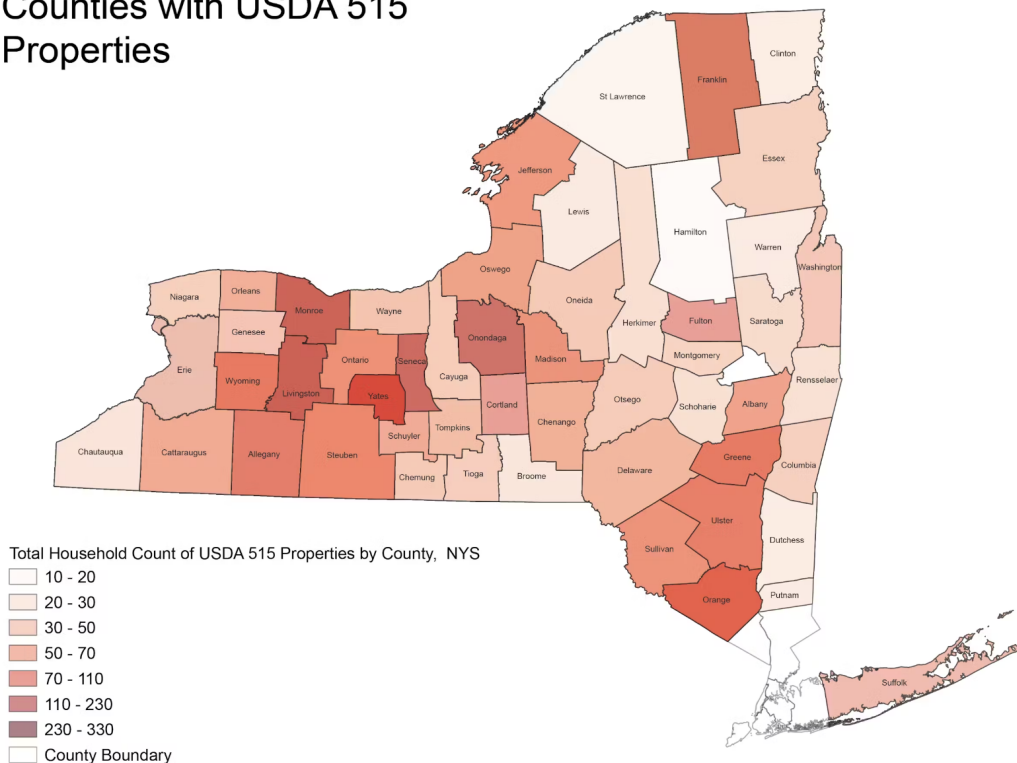 Counties with USDA 515
Properties
Clinton
Franklin
St Lawrence
Essex
Jefferson
Lewis
Hamilton
Warren
Washington
Oswego
Niagara
Orleans
Monroe
Wayne
Oneida
Herkimer
Fulton
Saratoga
Genesee
Onondaga
Madison
Montgomery
Erie
Ontario
Seneca
Cayuga
Rensselaer
Wyoming
Livingston
Yates
Cortland
Otsego
Schoharie
Albany
Chenango
Schuyler
Tompkins
Chautauqua
Cattaraugus
Allegany
Steuben
Greene
Columbia
Chemung
Tioga
Broome
Delaware
Ulster
Dutchess
Sullivan
Putnam
Orange
Suffolk
Total Household Count of USDA 515 Properties by County, NYS
10 - 20
20 - 30
30 - 50
50 - 70
70 - 110
110 - 230
230 - 330
County Boundary